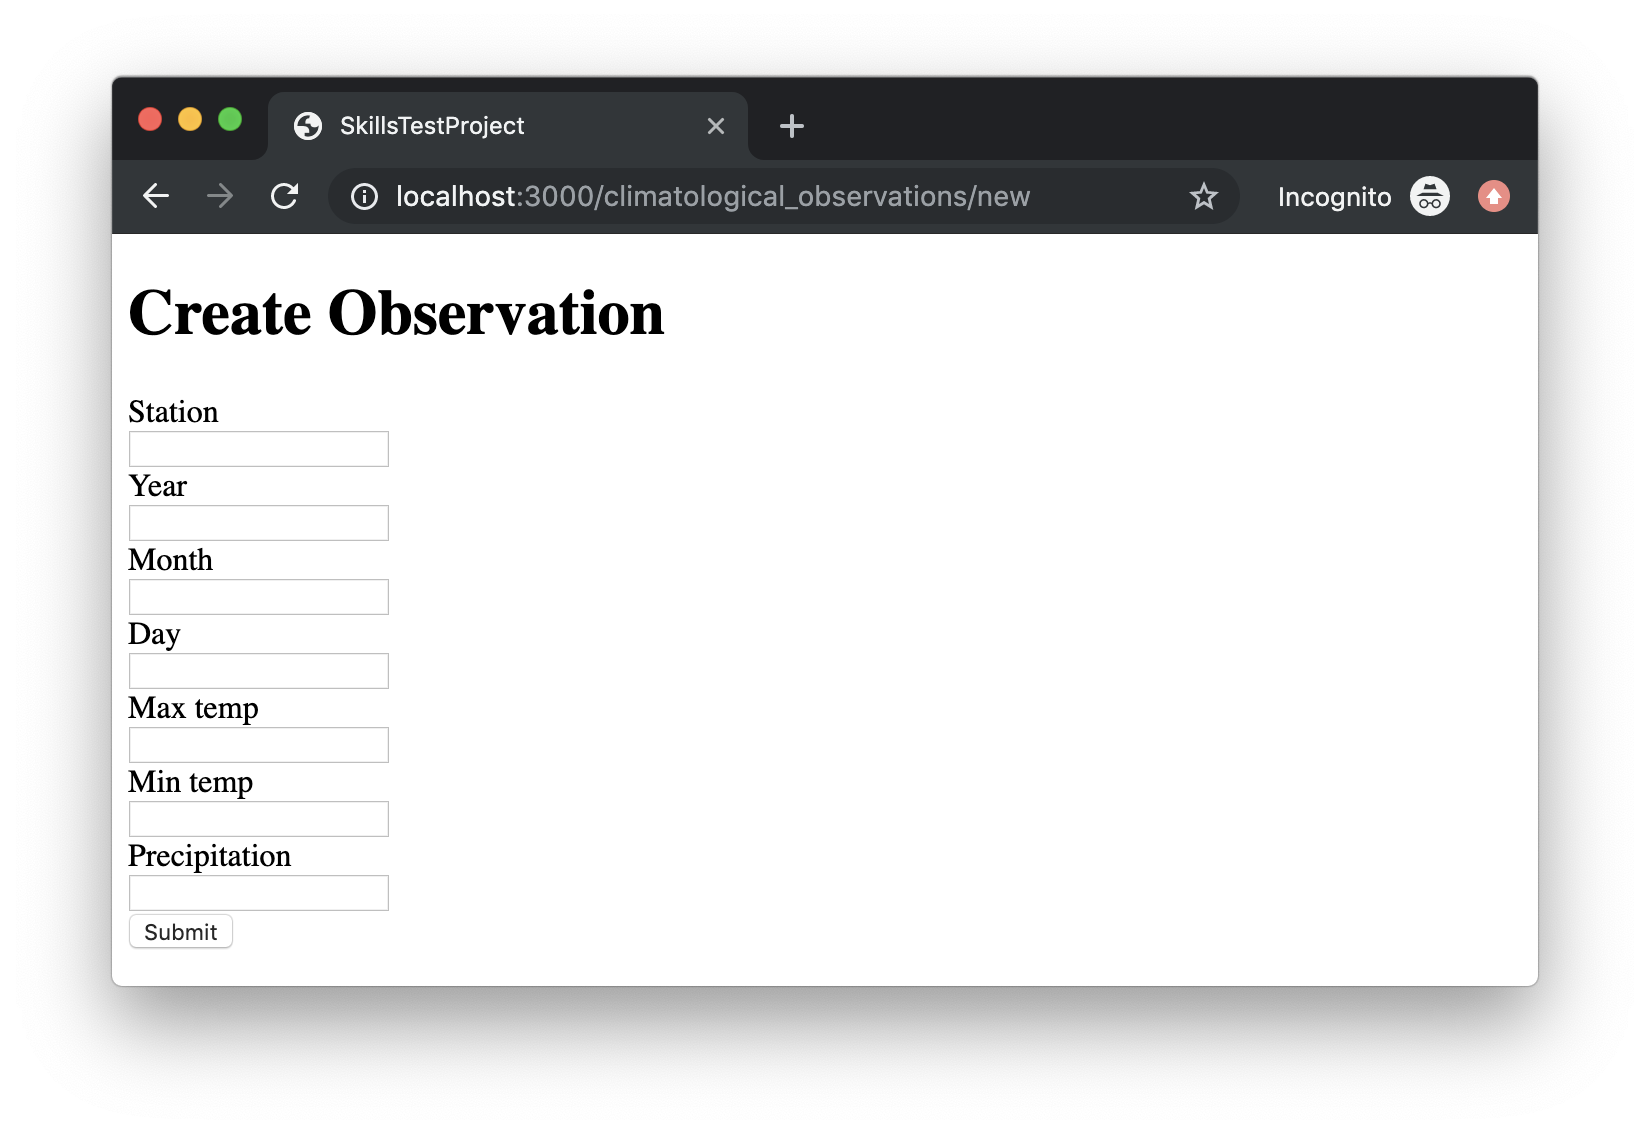 SkillsTestProject
localhost:3000/climatological_observations/new
Incognito
Create Observation
Station
Year
Month
Day
Max temp
Min temp
Precipitation
Submit